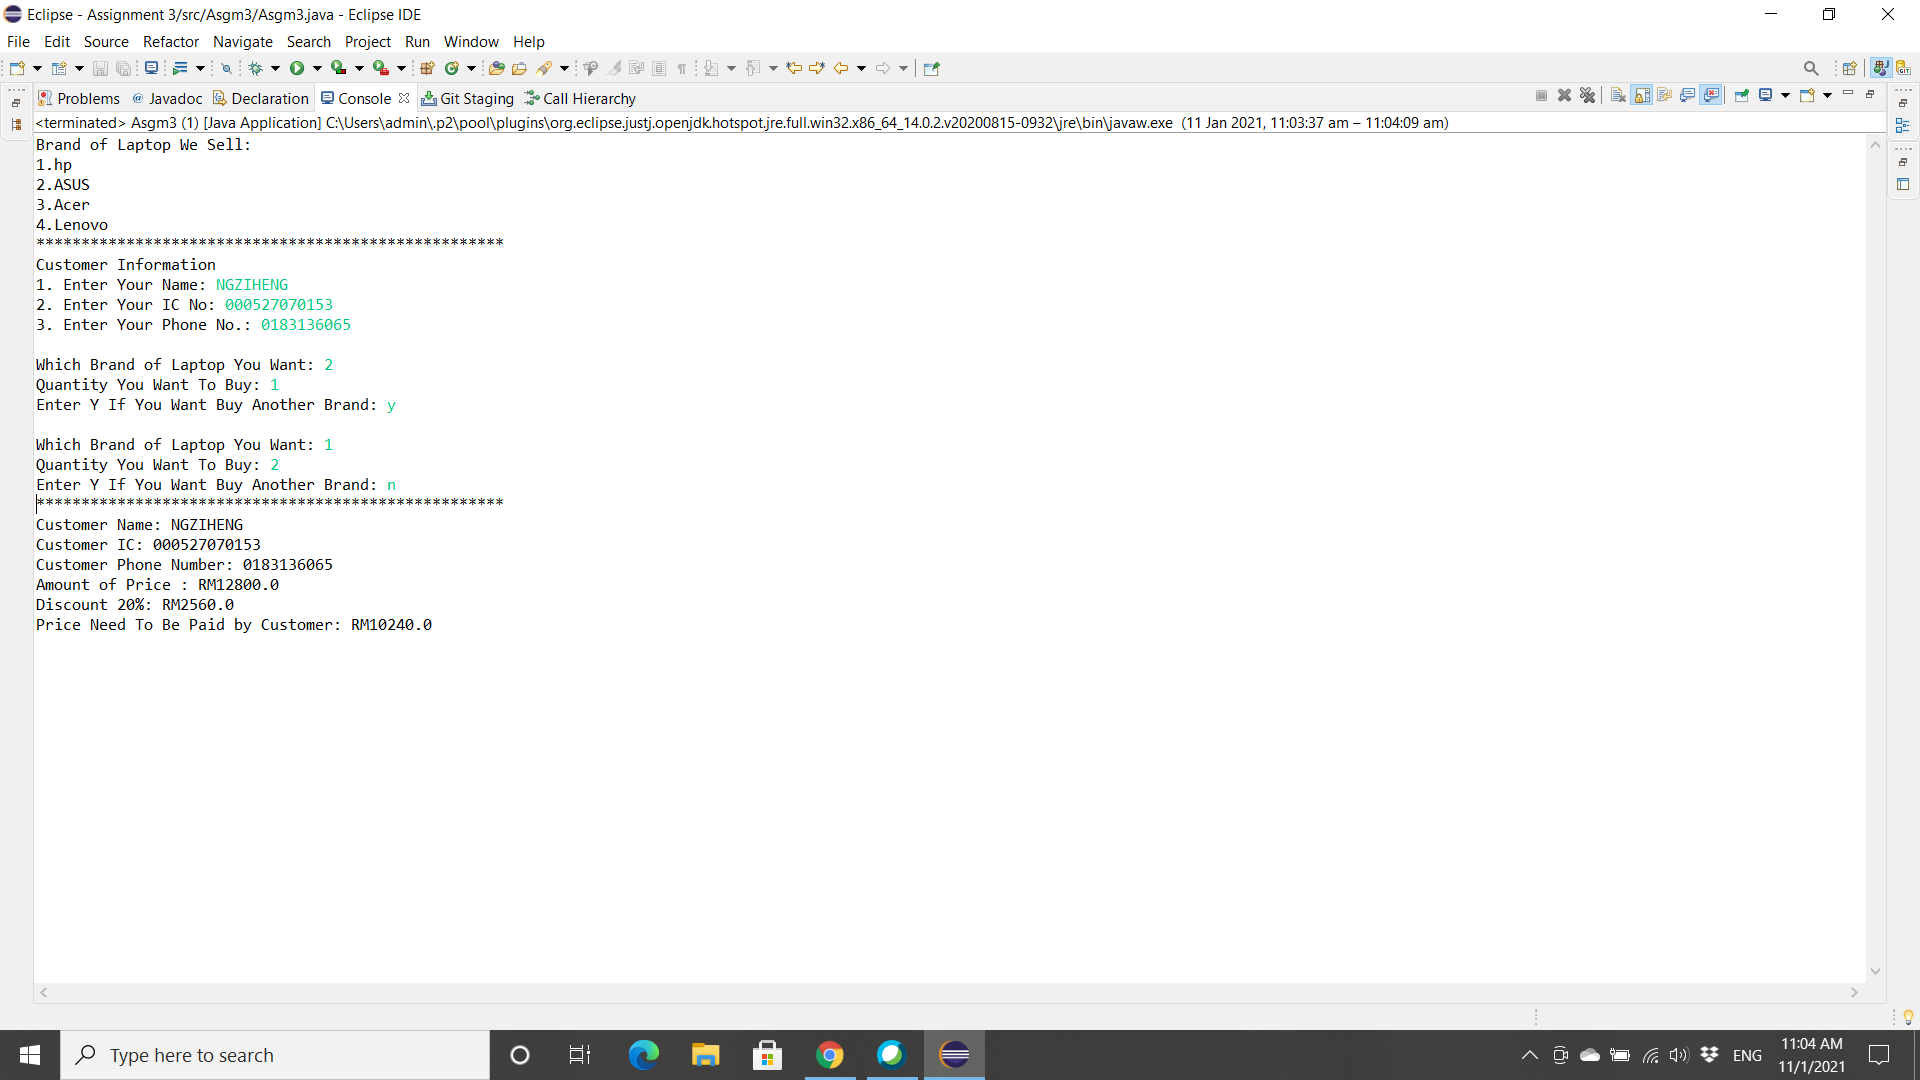 Eclipse - Assignment 3/src/Asgm3/Asgm3.java - Eclipse IDE
File Edit Source Refactor Navigate Search Project Run Window Help
Problems Javadoc Declaration Console Git Staging Call Hierarchy
<terminated> Asgm3 (1) [Java Application] C:\Users\admin\.p2\pool\plugins\org.eclipse.justj.openjdk.hotspot.jre.full.win32.x86_64_14.0.2.v20200815-0932\jre\bin\javaw.exe (11 Jan 2021, 11:03:37 am – 11:04:09 am)
Brand of Laptop We Sell:
1.hp
2.ASUS
3.Acer
4.Lenovo
****************************************************
Customer Information
1. Enter Your Name: NGZIHENG
2. Enter Your IC No: 000527070153
3. Enter Your Phone No.: 0183136065
Which Brand of Laptop You Want: 2
Quantity You Want To Buy: 1
Enter Y If You Want Buy Another Brand: y
Which Brand of Laptop You Want: 1
Quantity You Want To Buy: 2
Enter Y If You Want Buy Another Brand: n
****************************************************
Customer Name: NGZIHENG
Customer IC: 000527070153
Customer Phone Number: 0183136065
Amount of Price : RM12800.0
Discount 20%: RM2560.0
Price Need To Be Paid by Customer: RM10240.0
Type here to search
ENG
11:04 AM
11/1/2021